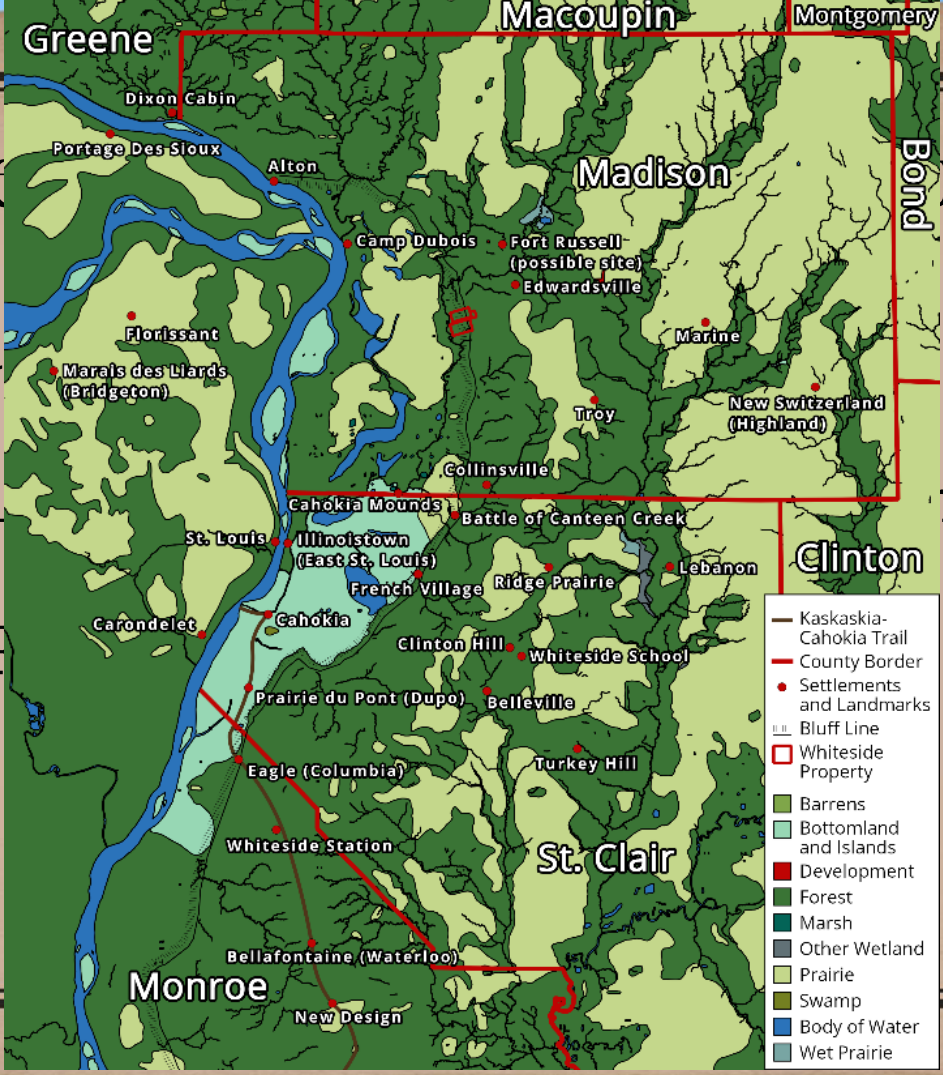 Macoupin
Montgomery
Greene
Dixon Cabin
Portage Des Sioux
Bond
Alton
Madison
Camp Dubois
Fort Russell
(possible site)
Edwardsville
Florissant
Marine
Marais des Liards
(Bridgeton)
New Switzerland
(Highland)
Troy
Collinsville
Cahokia Mounds
Battle of Canteen Creek
St. Louis
Illinoistown
(East St. Louis)
Clinton
French Village
Ridge Prairie
Lebanon
Cahokia
Carondelet
Clinton Hill
Whiteside School
Prairie du Pont (Dupo)
Belleville
Eagle (Columbia)
Turkey Hill
Whiteside Station
St. Clair
Bellafontaine (Waterloo)
Monroe
New Design
Kaskaskia-
Cahokia Trail
County Border
Settlements
and Landmarks
Bluff Line
Whiteside
Property
Barrens
Bottomland
and Islands
Development
Forest
Marsh
Other Wetland
Prairie
Swamp
Body of Water
Wet Prairie